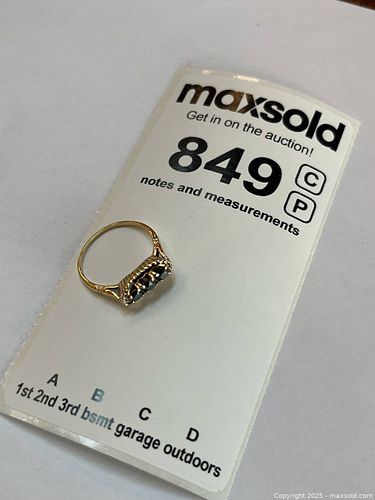 maxsold
Get in on the auction!
849 C
P
notes and measurements
A B C D
1st 2nd 3rd bsmt garage outdoors
Copyright 2025 - maxsold.com